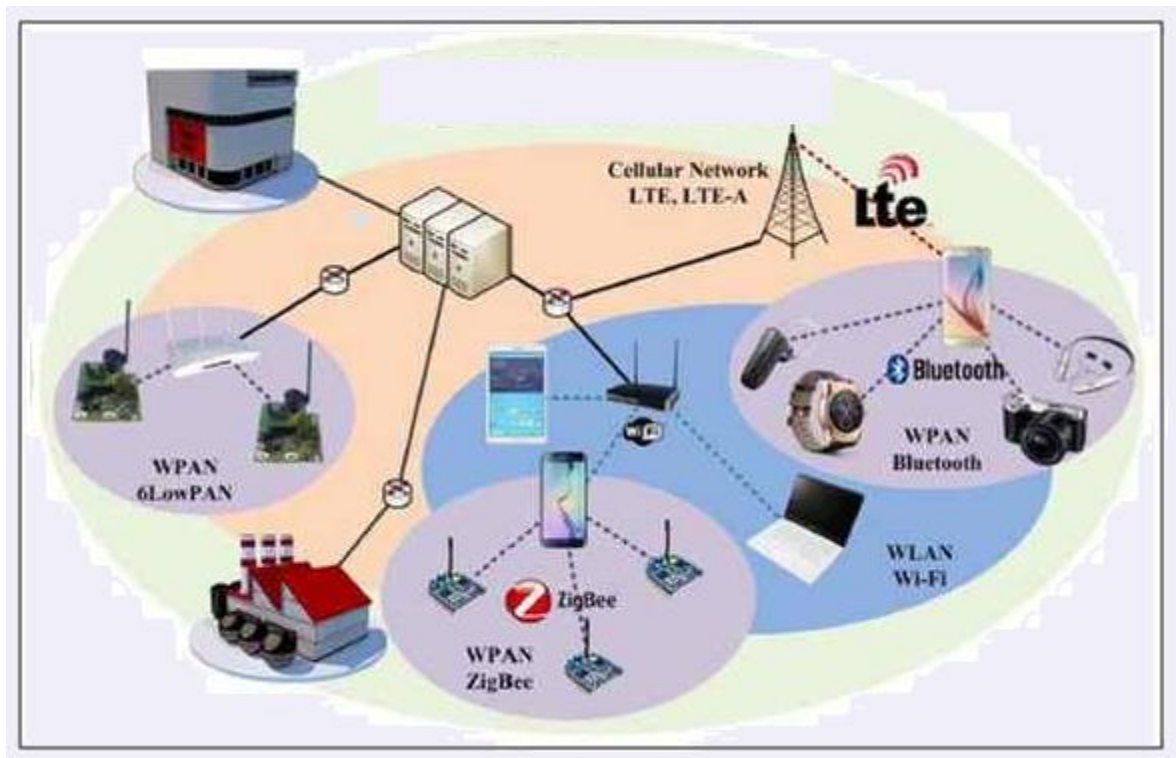 Cellular Network
LTE, LTE-A
Lte
Bluetooth
WPAN
Bluetooth
WPAN
6LowPAN
WLAN
Wi-Fi
ZigBee
WPAN
ZigBee